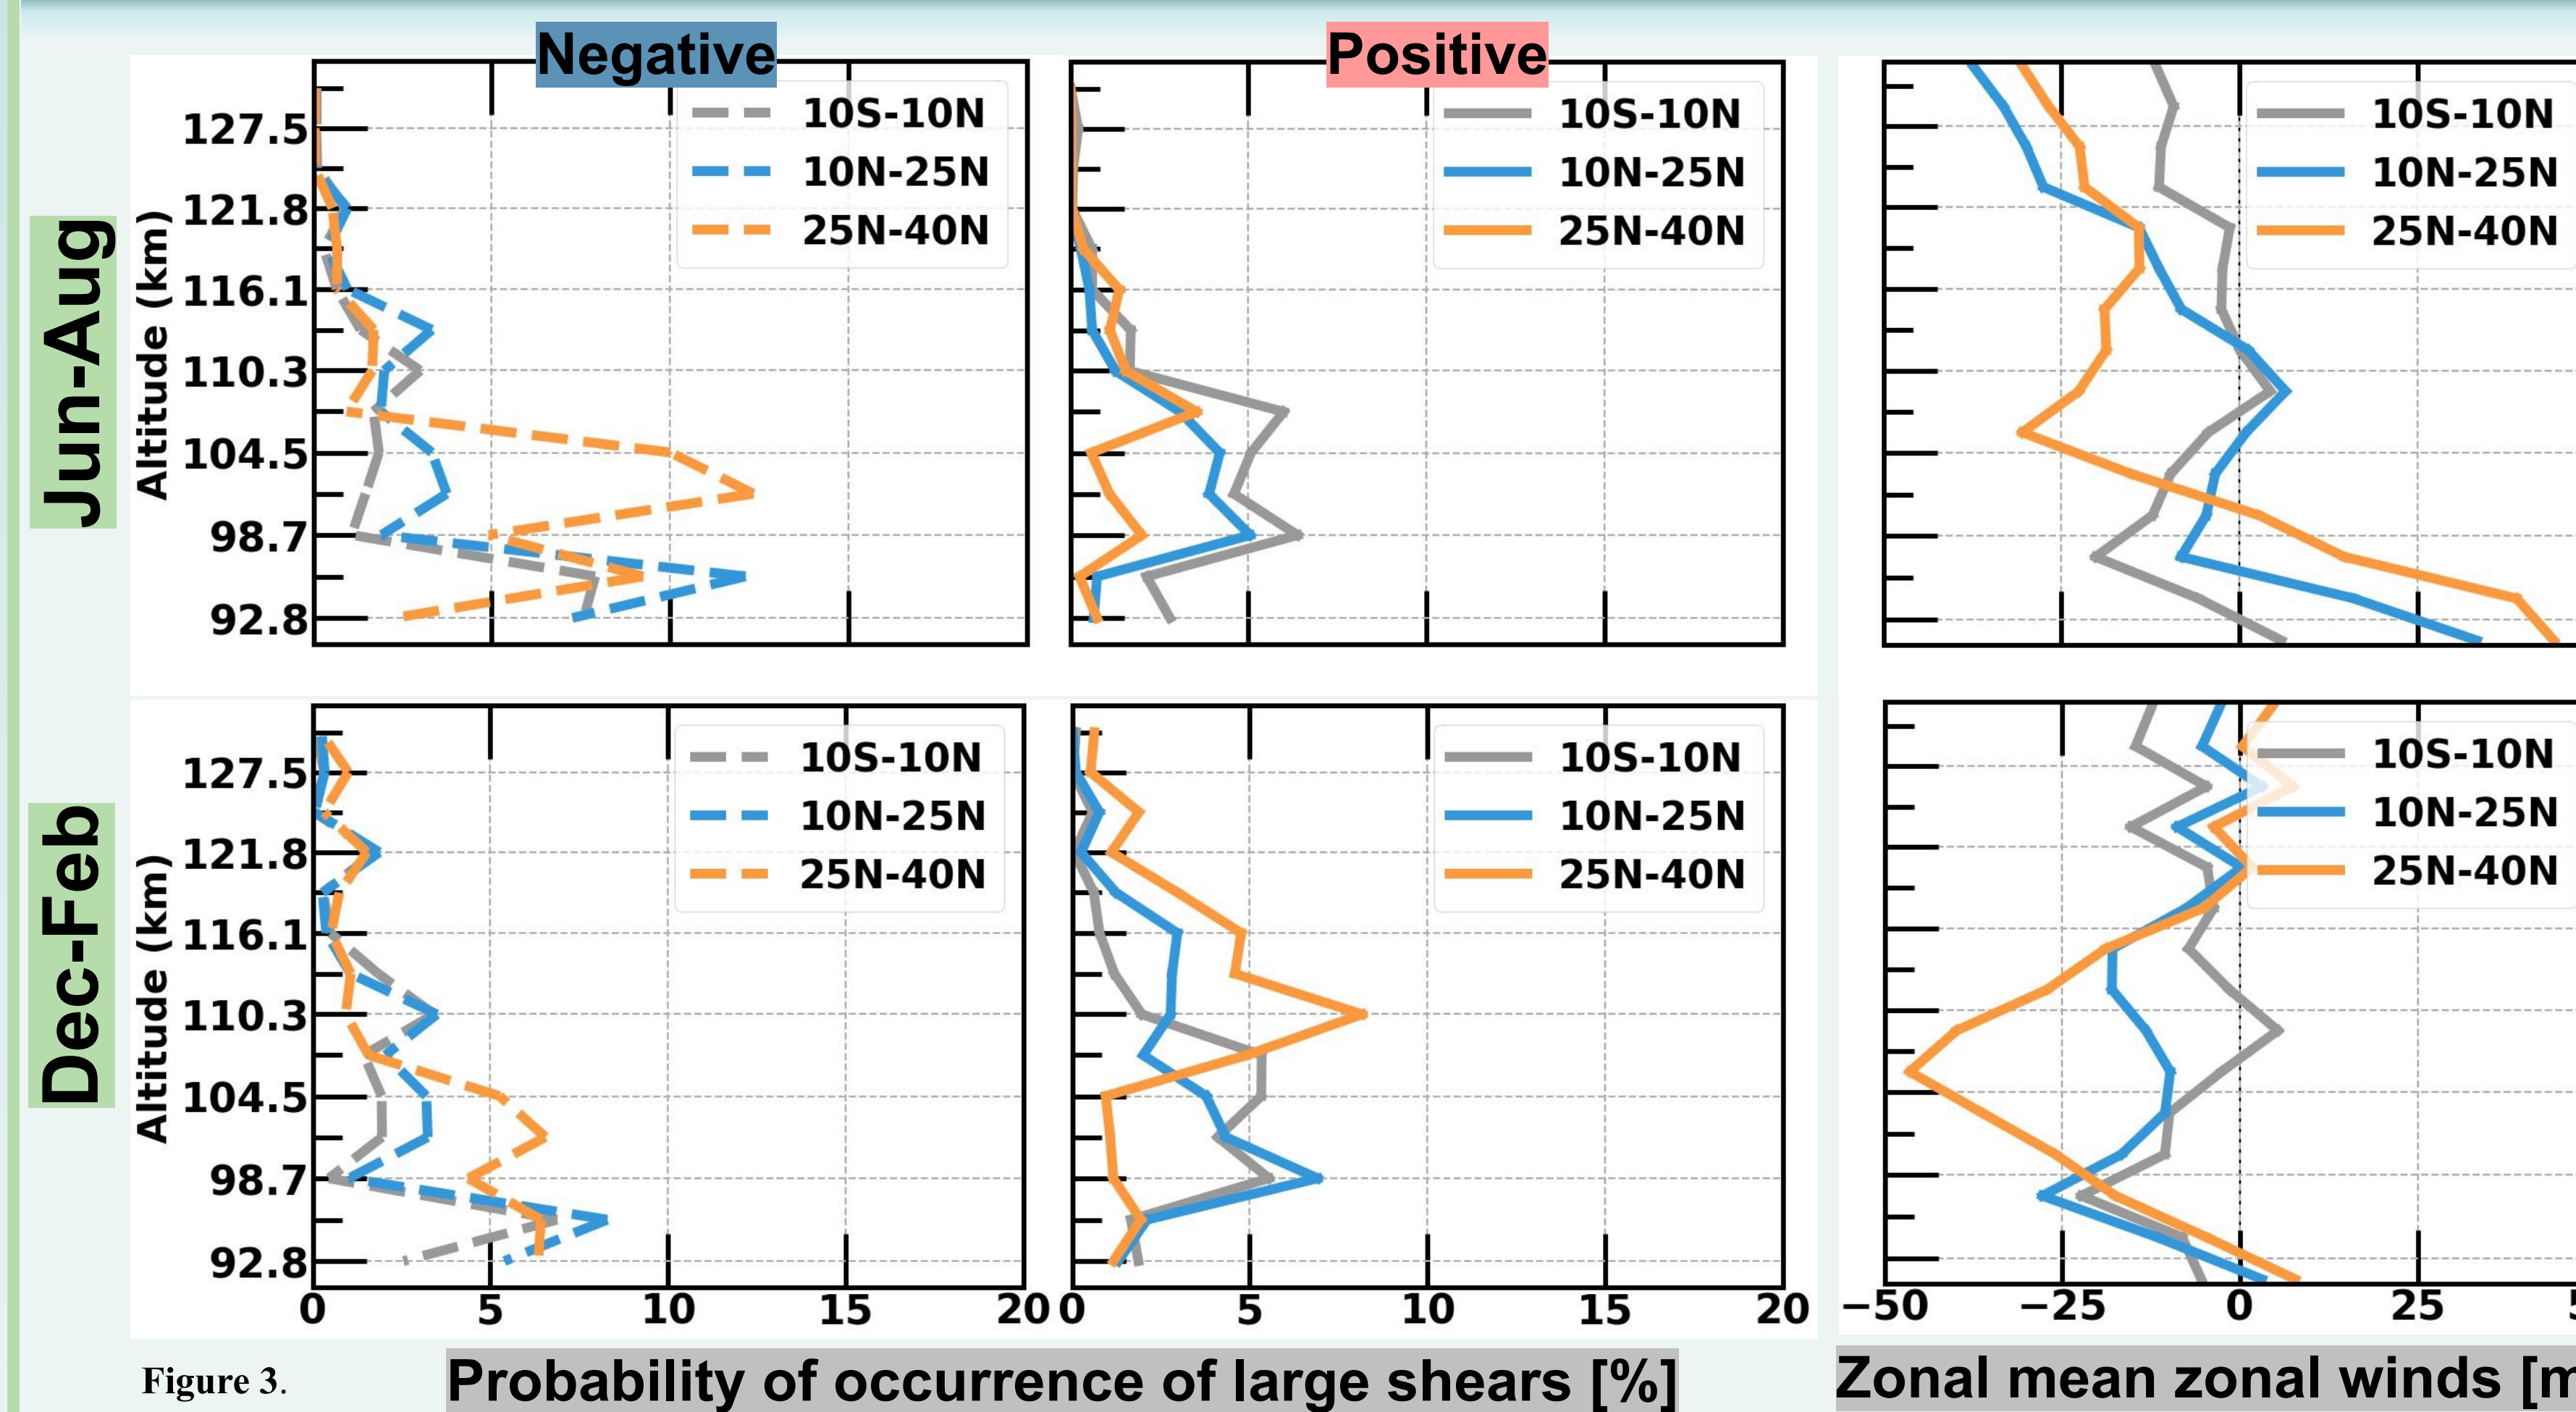 Negative
Positive
Jun-Aug
Altitude (km)
127.5
121.8
116.1
110.3
104.5
98.7
92.8
10S-10N
10N-25N
25N-40N
10S-10N
10N-25N
25N-40N
10S-10N
10N-25N
25N-40N
Dec-Feb
Altitude (km)
127.5
121.8
116.1
110.3
104.5
98.7
92.8
10S-10N
10N-25N
25N-40N
10S-10N
10N-25N
25N-40N
10S-10N
10N-25N
25N-40N
0 5 10 15 20
0 5 10 15 20
−50 −25 0 25
Figure 3.
Probability of occurrence of large shears [%]
Zonal mean zonal winds [m